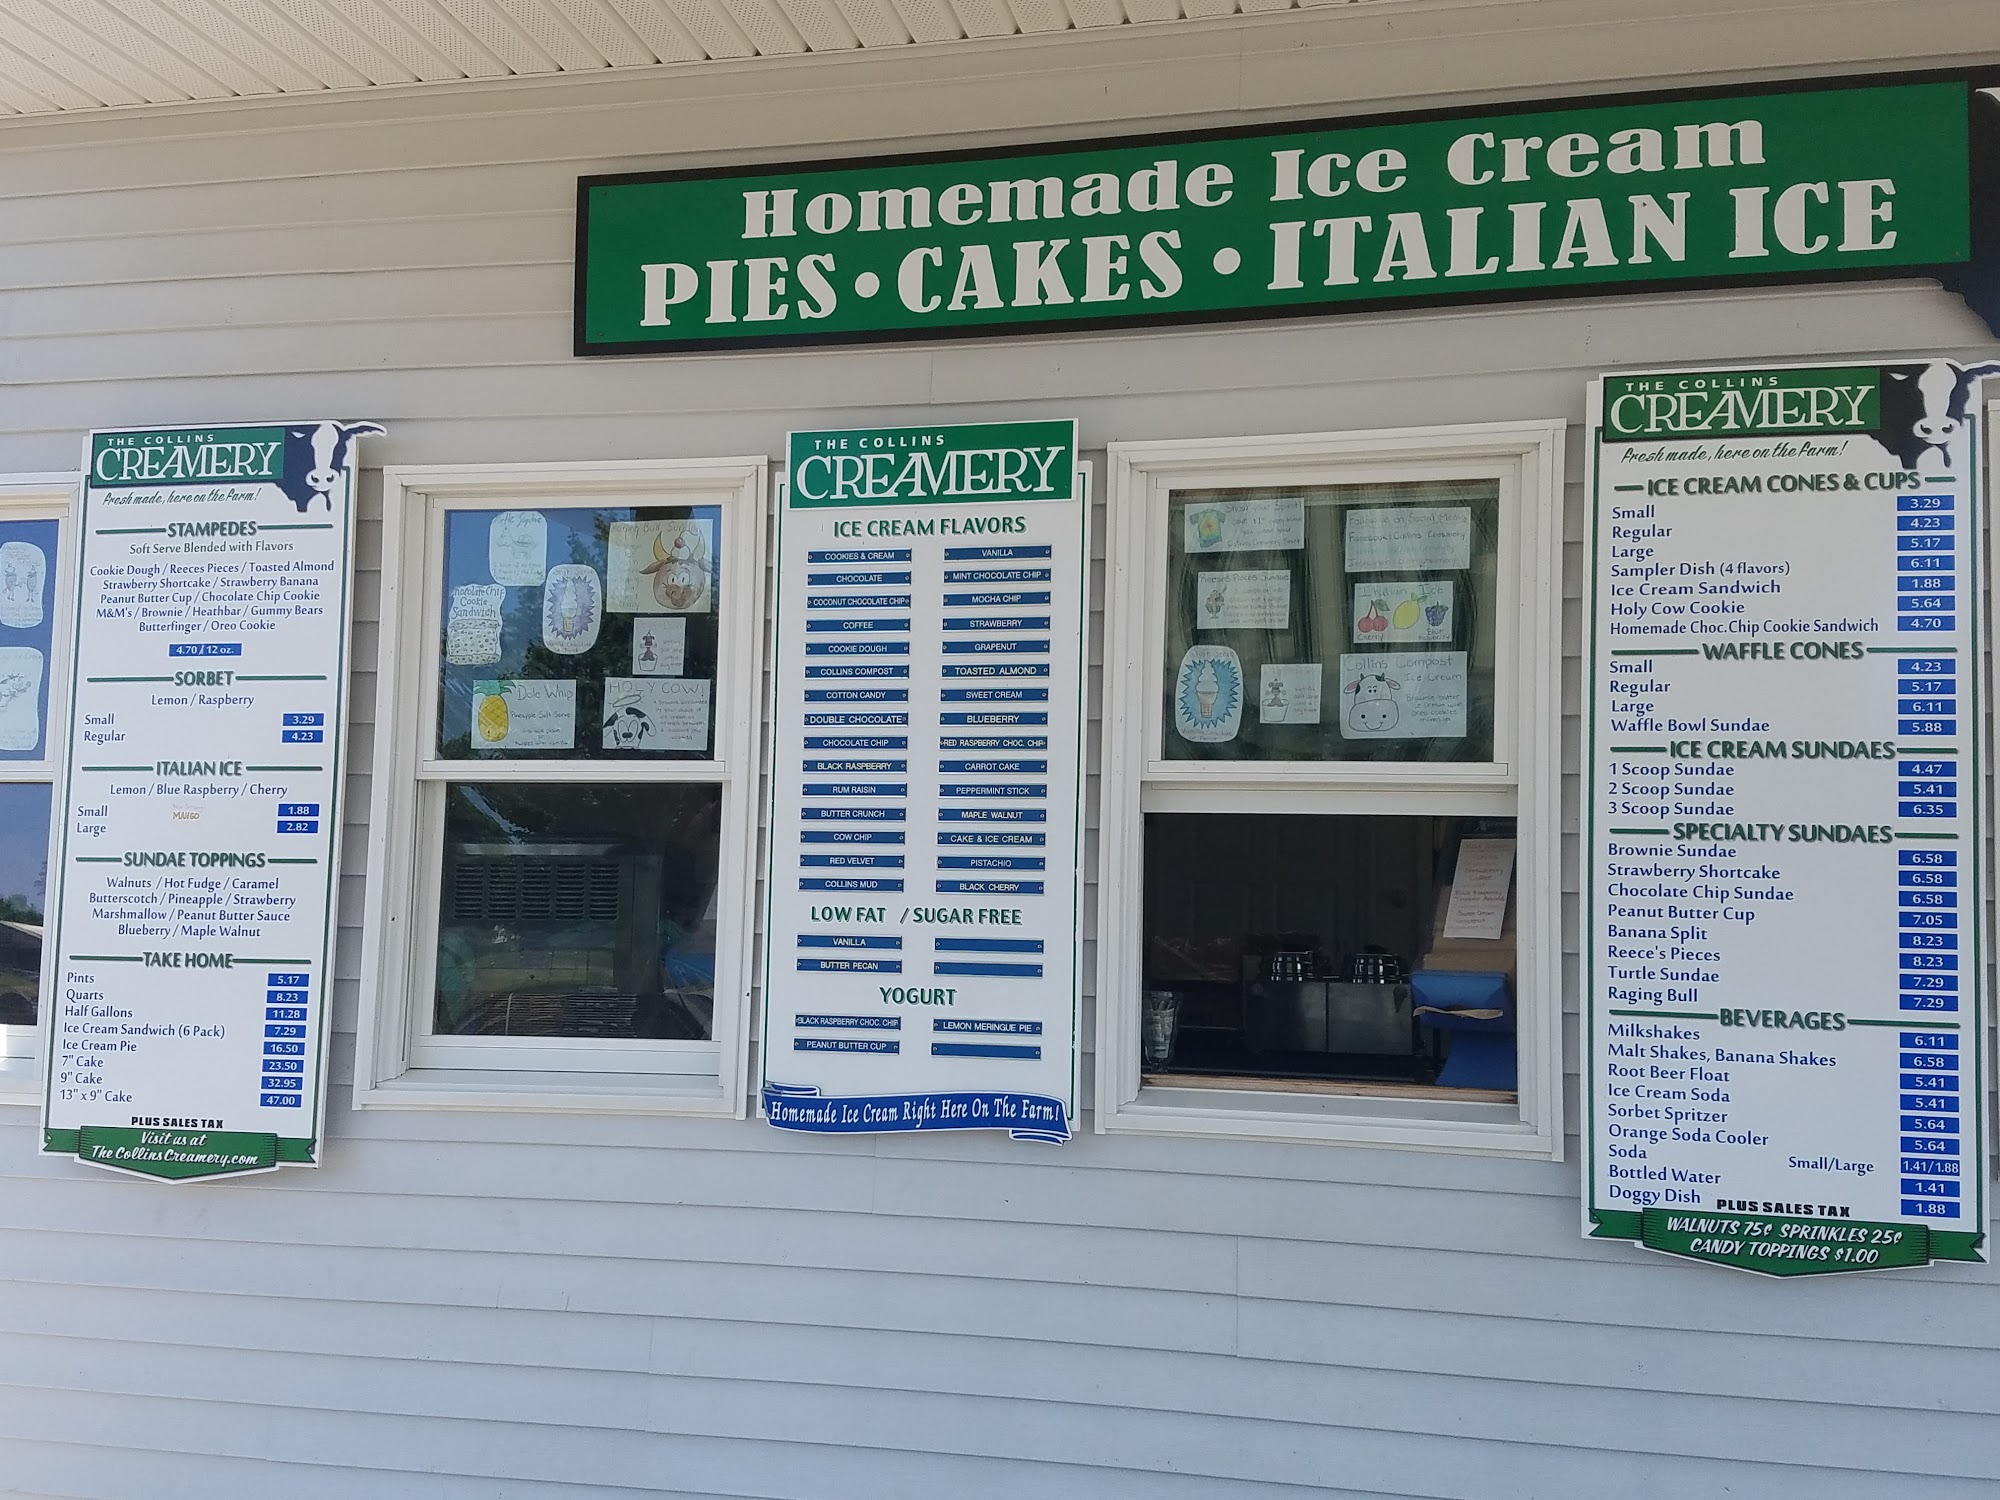 Homemade Ice Cream
PIES • CAKES • ITALIAN ICE
THE COLLINS
CREAMERY
fresh made, here on the farm!
STAMPEDES
Soft Serve Blended with Flavors
Cookie Dough / Reeces Pieces / Toasted Almond
Strawberry Shortcake / Strawberry Banana
Peanut Butter Cup / Chocolate Chip Cookie
M&M's / Brownie / Heathbar / Gummy Bears
Butterfinger / Oreo Cookie
4.70 / 12 oz.
SORBET
Lemon / Raspberry
Small 3.29
Regular 4.23
ITALIAN ICE
Lemon / Blue Raspberry / Cherry
MANGO
Small 1.88
Large 2.82
SUNDAE TOPPINGS
Walnuts / Hot Fudge / Caramel
Butterscotch / Pineapple / Strawberry
Marshmallow / Peanut Butter Sauce
Blueberry / Maple Walnut
TAKE HOME
Pints 5.17
Quarts 8.23
Half Gallons 11.28
Ice Cream Sandwich (6 Pack) 7.29
Ice Cream Pie 16.50
7" Cake 23.50
9" Cake 32.95
13" x 9" Cake 47.00
PLUS SALES TAX
Visit us at
TheCollinsCreamery.com
Chocolate Chip
Cookie
Sandwich
Dole Whip
Pineapple Soft Serve
HOLY COW!
THE COLLINS
CREAMERY
ICE CREAM FLAVORS
COOKIES & CREAM VANILLA
CHOCOLATE MINT CHOCOLATE CHIP
COCONUT CHOCOLATE CHIP MOCHA CHIP
COFFEE STRAWBERRY
COOKIE DOUGH GRAPENUT
COLLINS COMPOST TOASTED ALMOND
COTTON CANDY SWEET CREAM
DOUBLE CHOCOLATE BLUEBERRY
CHOCOLATE CHIP RED RASPBERRY CHOC. CHIP
BLACK RASPBERRY CARROT CAKE
RUM RAISIN PEPPERMINT STICK
BUTTER CRUNCH MAPLE WALNUT
COW CHIP CAKE & ICE CREAM
RED VELVET PISTACHIO
COLLINS MUD BLACK CHERRY
LOW FAT / SUGAR FREE
VANILLA
BUTTER PECAN
YOGURT
BLACK RASPBERRY CHOC. CHIP LEMON MERINGUE PIE
PEANUT BUTTER CUP
Homemade Ice Cream Right Here On The Farm!
Italian Ice
Cherry
Blue
Collins Compost
Ice Cream
THE COLLINS
CREAMERY
fresh made, here on the farm!
ICE CREAM CONES & CUPS
Small 3.29
Regular 4.23
Large 5.17
Sampler Dish (4 flavors) 6.11
Ice Cream Sandwich 1.88
Holy Cow Cookie 5.64
Homemade Choc. Chip Cookie Sandwich 4.70
WAFFLE CONES
Small 4.23
Regular 5.17
Large 6.11
Waffle Bowl Sundae 5.88
ICE CREAM SUNDAES
1 Scoop Sundae 4.47
2 Scoop Sundae 5.41
3 Scoop Sundae 6.35
SPECIALTY SUNDAES
Brownie Sundae 6.58
Strawberry Shortcake 6.58
Chocolate Chip Sundae 6.58
Peanut Butter Cup 7.05
Banana Split 8.23
Reece's Pieces 8.23
Turtle Sundae 7.29
Raging Bull 7.29
BEVERAGES
Milkshakes 6.11
Malt Shakes, Banana Shakes 6.58
Root Beer Float 5.41
Ice Cream Soda 5.41
Sorbet Spritzer 5.64
Orange Soda Cooler 5.64
Soda Small/Large 1.41/1.88
Bottled Water 1.41
Doggy Dish 1.88
PLUS SALES TAX
WALNUTS 75¢ SPRINKLES 25¢
CANDY TOPPINGS $1.00